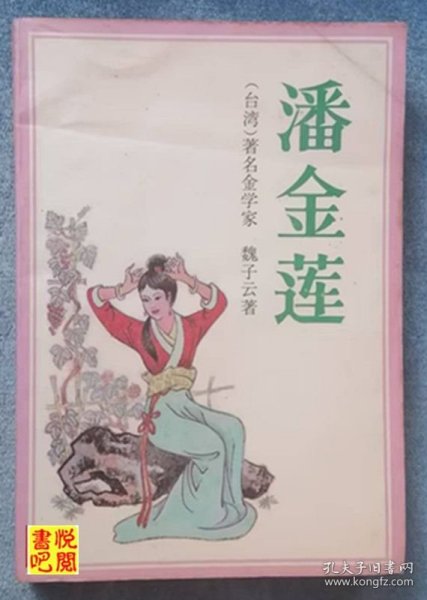 潘金莲
(台湾)著名金学家 魏子云著
悦阅
書吧
孔夫子旧书网
www.kongfz.com